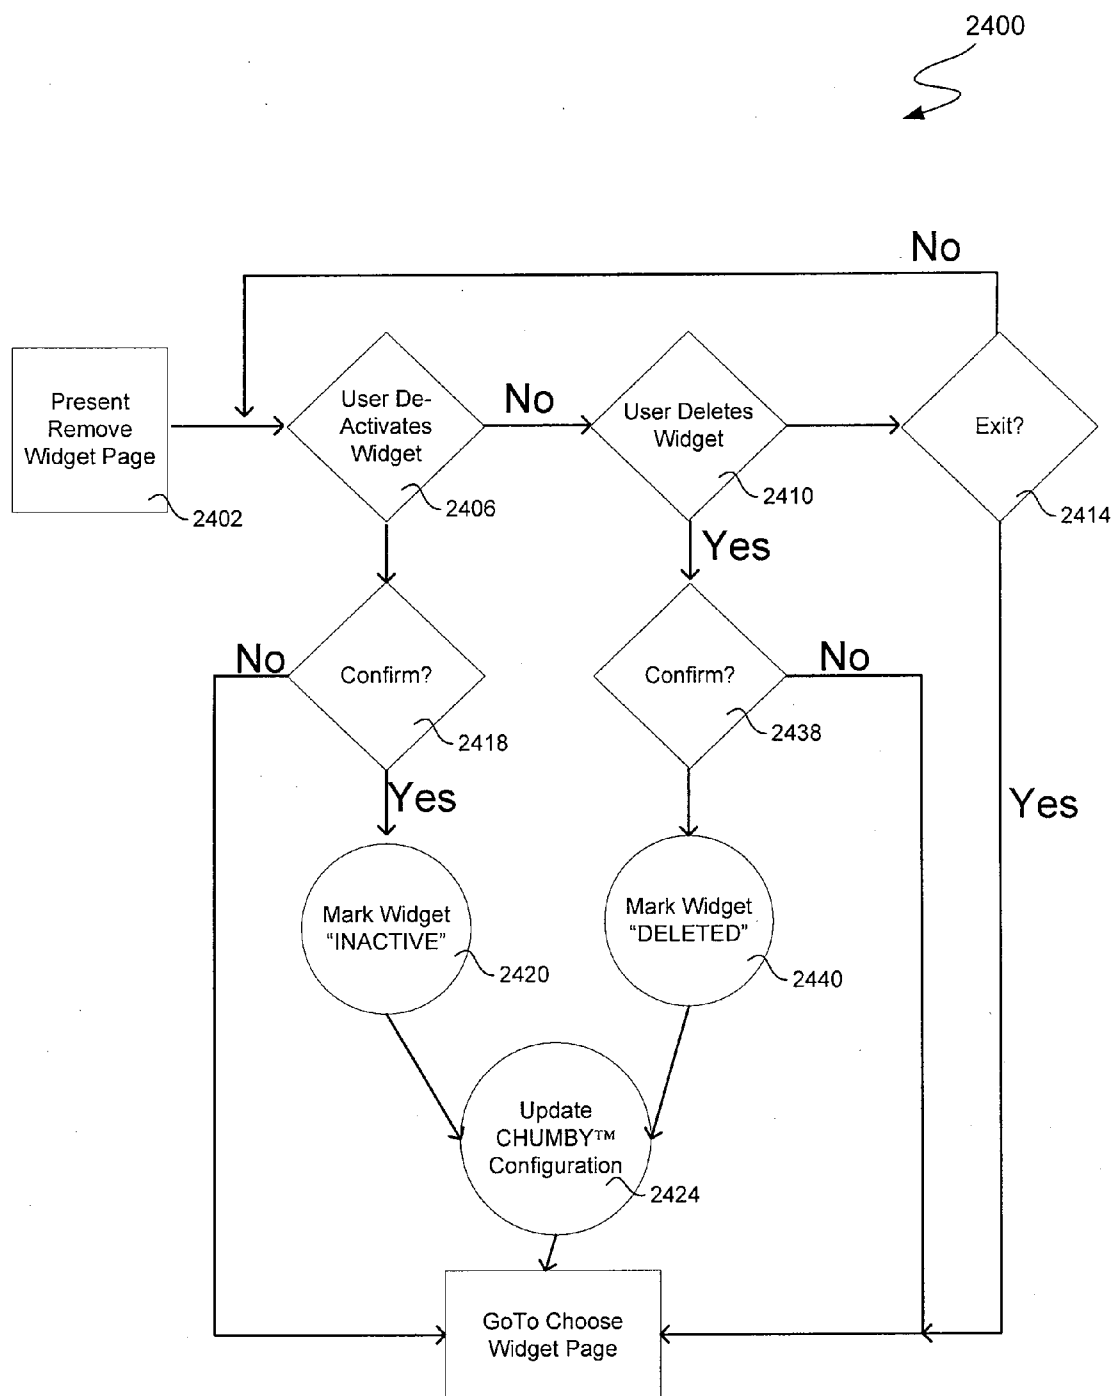 2400
No
Present
Remove
Widget Page
2402
User De-
Activates
Widget
2406
No
User Deletes
Widget
2410
Exit?
2414
Yes
No
Confirm?
2418
Confirm?
2438
No
Yes
Yes
Mark Widget
"INACTIVE"
2420
Mark Widget
"DELETED"
2440
Update
CHUMBY™
Configuration
2424
GoTo Choose
Widget Page